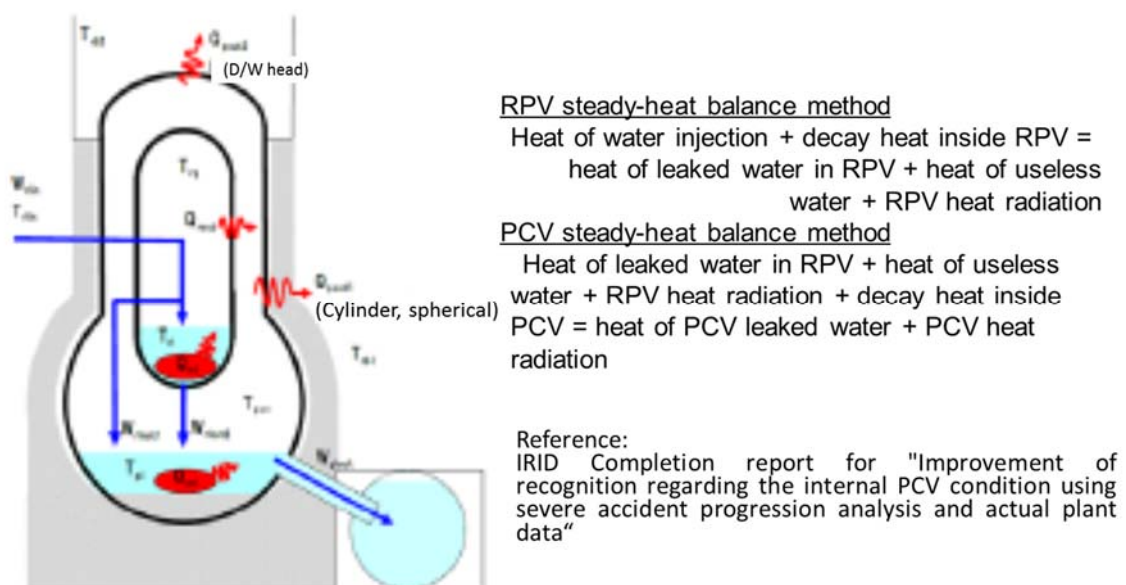 (D/W head)
(Cylinder, spherical)
RPV steady-heat balance method
Heat of water injection + decay heat inside RPV =
heat of leaked water in RPV + heat of useless
water + RPV heat radiation
PCV steady-heat balance method
Heat of leaked water in RPV + heat of useless
water + RPV heat radiation + decay heat inside
PCV = heat of PCV leaked water + PCV heat
radiation
Reference:
IRID Completion report for "Improvement of
recognition regarding the internal PCV condition using
severe accident progression analysis and actual plant
data“